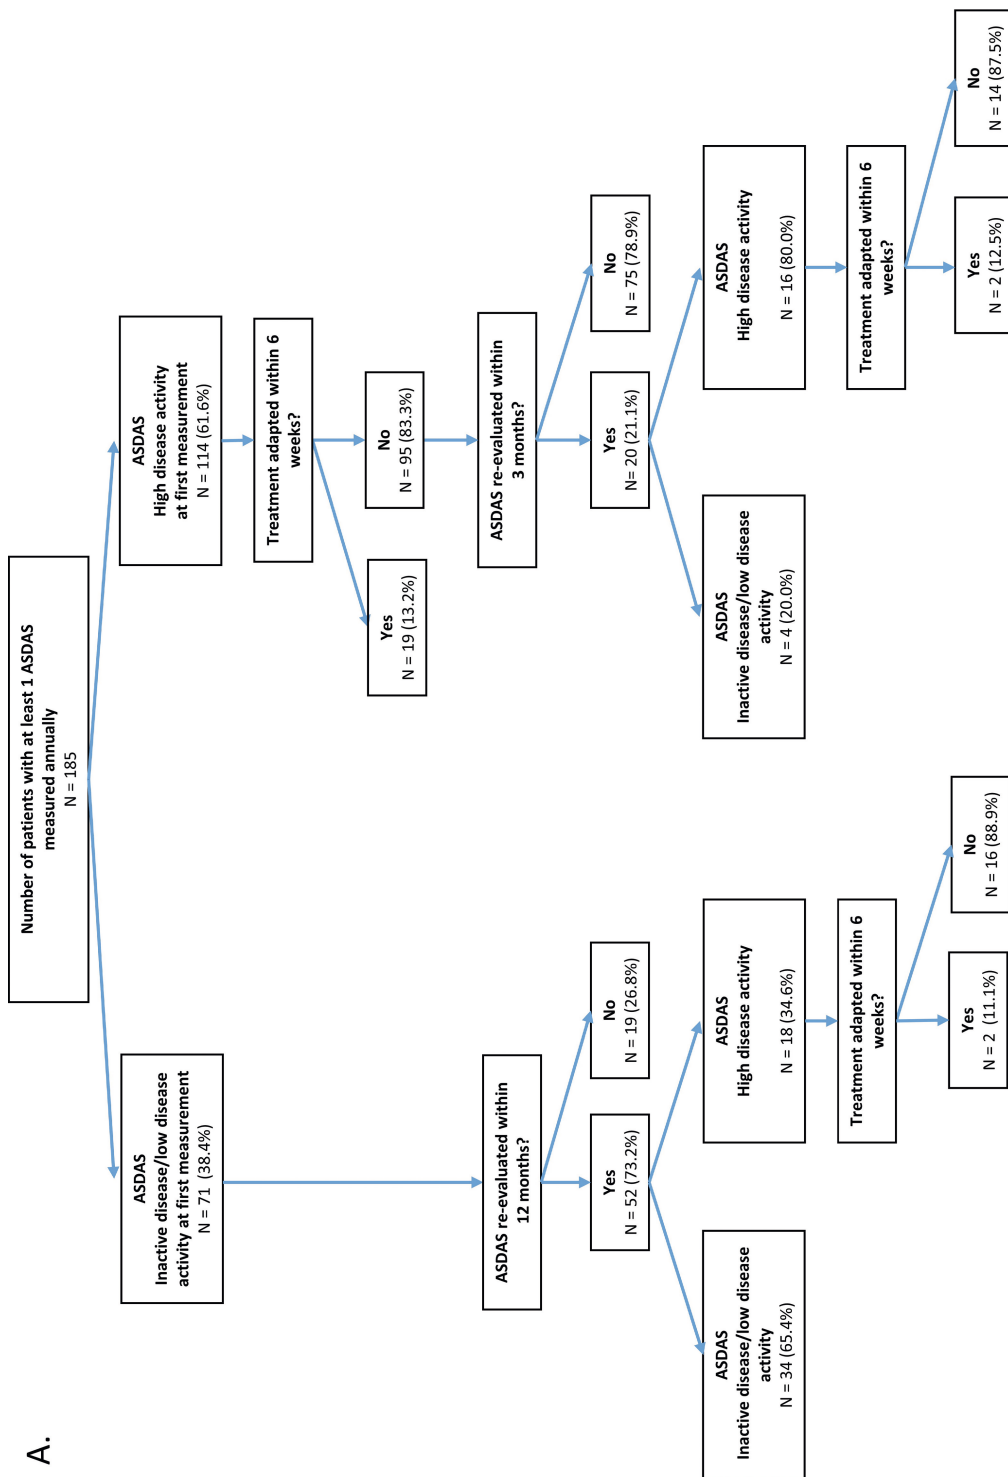 A.
Number of patients with at least 1 ASDAS
measured annually
N = 185
ASDAS
Inactive disease/low disease
activity at first measurement
N = 71 (38.4%)
ASDAS
High disease activity
at first measurement
N = 114 (61.6%)
Treatment adapted within 6
weeks?
Yes
N = 19 (13.2%)
No
N = 95 (83.3%)
ASDAS re-evaluated within
12 months?
ASDAS re-evaluated within
3 months?
Yes
N = 52 (73.2%)
No
N = 19 (26.8%)
Yes
N= 20 (21.1%)
No
N = 75 (78.9%)
ASDAS
Inactive disease/low disease
activity
N = 34 (65.4%)
ASDAS
High disease activity
N = 18 (34.6%)
ASDAS
Inactive disease/low disease
activity
N = 4 (20.0%)
ASDAS
High disease activity
N = 16 (80.0%)
Treatment adapted within 6
weeks?
Treatment adapted within 6
weeks?
Yes
N = 2 (11.1%)
No
N = 16 (88.9%)
Yes
N = 2 (12.5%)
No
N = 14 (87.5%)